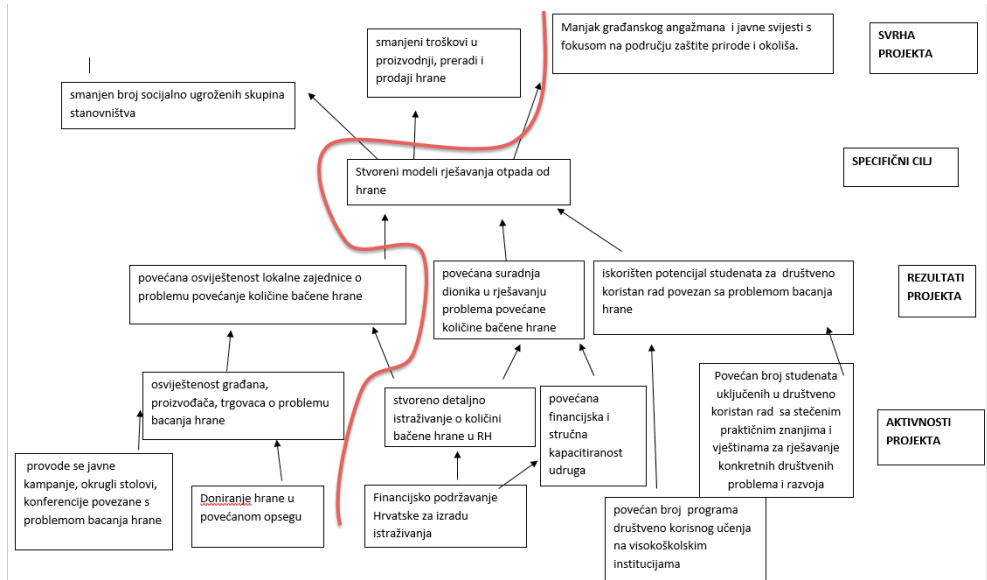 smanjeni troškovi u
proizvodnji, preradi i
prodaji hrane
Manjak građanskog angažmana  i javne svijesti s
fokusom na području zaštite prirode i okoliša.
SVRHA
PROJEKTA
smanjen broj socijalno ugroženih skupina
stanovništva
Stvoreni modeli rješavanja otpada od
hrane
SPECIFIČNI CILJ
povećana osviještenost lokalne zajednice o
problemu povećanje količine bačene hrane
povećana suradnja
dionika u rješavanju
problema povećane
količine bačene hrane
iskorišten potencijal studenata za  društveno
koristan rad povezan sa problemom bacanja
hrane
REZULTATI
PROJEKTA
osviještenost građana,
proizvođača, trgovaca o problemu
bacanja hrane
stvoreno detaljno
istraživanje o količini
bačene hrane u RH
povećana
financijska i
stručna
kapacitiranost
udruga
Povećan broj studenata
uključenih u društveno
koristan rad  sa stečenim
praktičnim znanjima i
vještinama za rješavanje
konkretnih društvenih
problema i razvoja
AKTIVNOSTI
PROJEKTA
provode se javne
kampanje, okrugli stolovi,
konferencije povezane s
problemom bacanja hrane
Doniranje hrane u
povećanom opsegu
Financijsko podržavanje
Hrvatske za izradu
istraživanja
povećan broj  programa
društveno korisnog učenja
na visokoškolskim
institucijama